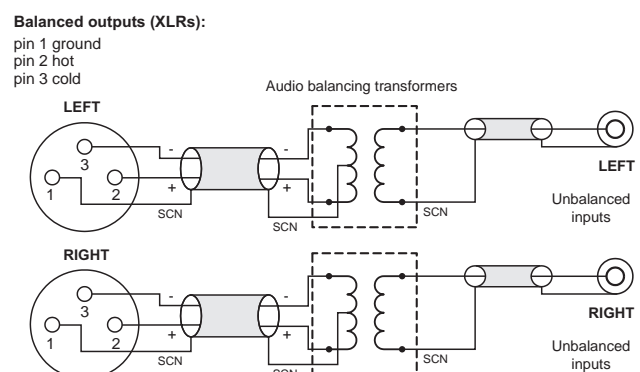 Balanced outputs (XLRs):
pin 1 ground
pin 2 hot
pin 3 cold
Audio balancing transformers
LEFT
3
-
-
1
2
+
+
SCN
SCN
SCN
LEFT
Unbalanced
inputs
RIGHT
3
-
-
1
2
+
+
SCN
SCN
SCN
RIGHT
Unbalanced
inputs